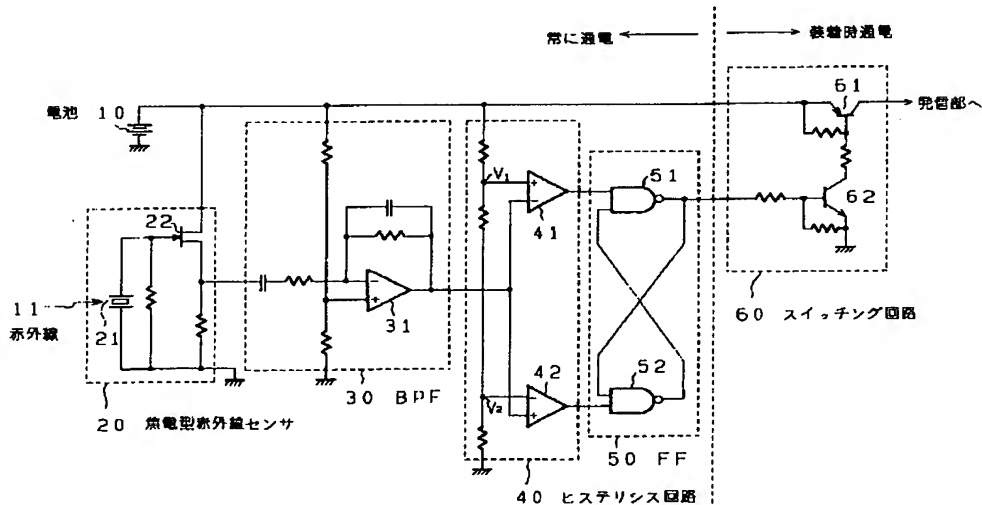 常に通電
装着時通電
電池 10
61
発信部へ
V₁
51
62
22
41
11
赤外線
21
31
60 スイッチング回路
42
52
V₂
30 BPF
20 焦電型赤外線センサ
50 FF
40 ヒステリシス回路